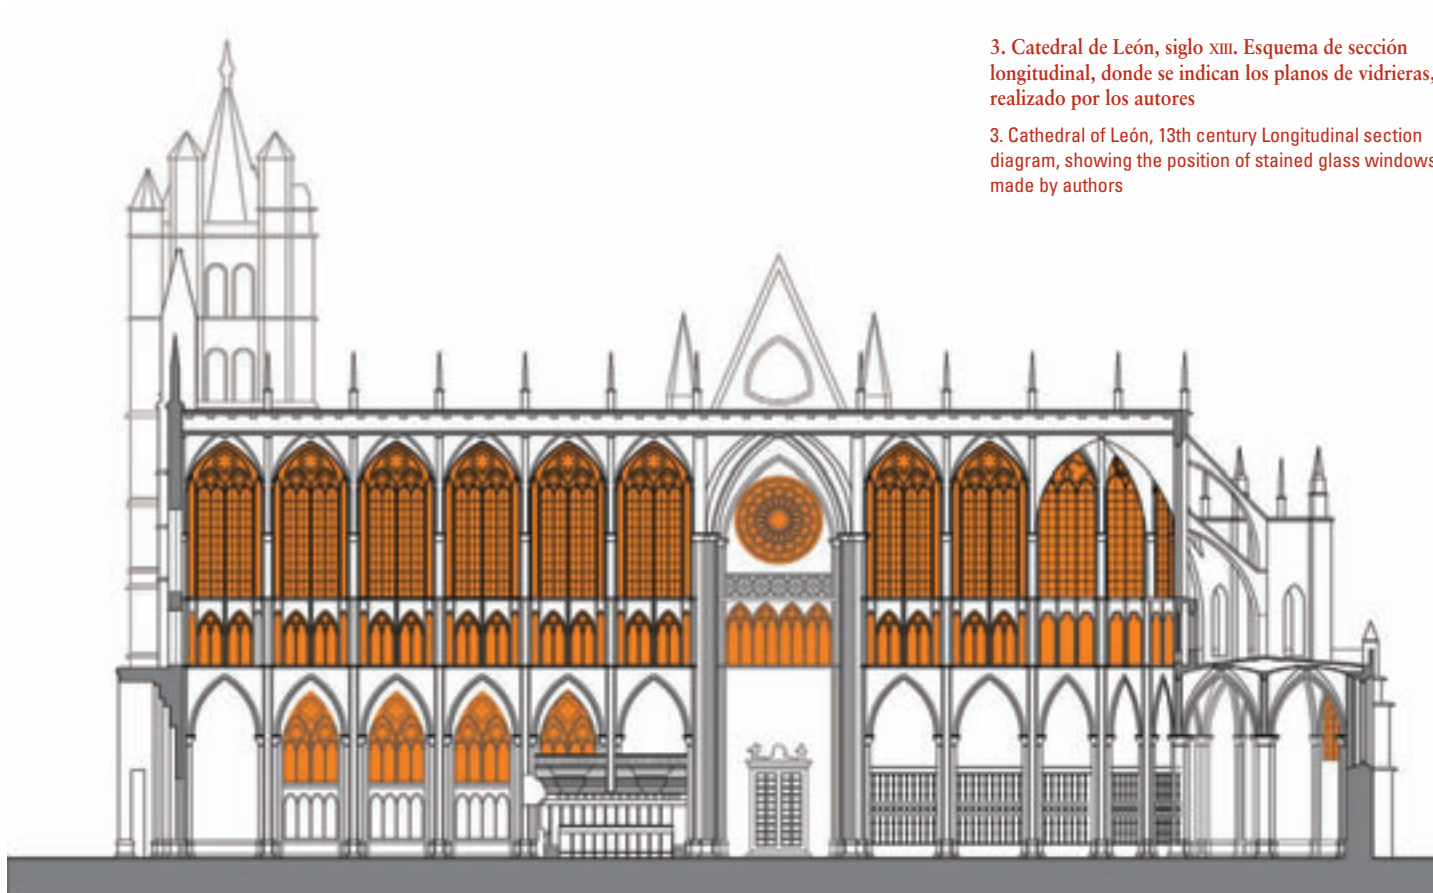 3. Catedral de León, siglo XIII. Esquema de sección
longitudinal, donde se indican los planos de vidrieras,
realizado por los autores
3. Cathedral of León, 13th century Longitudinal section
diagram, showing the position of stained glass windows
made by authors